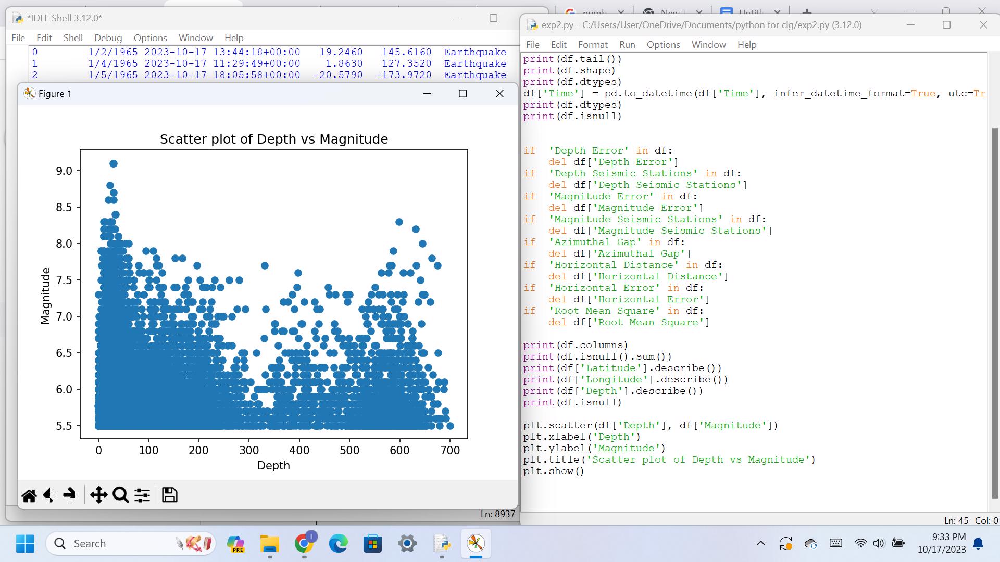 numb
New T
Untitl
*IDLE Shell 3.12.0*
File Edit Shell Debug Options Window Help
0 1/2/1965 2023-10-17 13:44:18+00:00 19.2460 145.6160 Earthquake
1 1/4/1965 2023-10-17 11:29:49+00:00 1.8630 127.3520 Earthquake
2 1/5/1965 2023-10-17 18:05:58+00:00 -20.5790 -173.9720 Earthquake
Figure 1
Scatter plot of Depth vs Magnitude
9.0
8.5
8.0
7.5
7.0
6.5
6.0
5.5
Magnitude
0 100 200 300 400 500 600 700
Depth
Ln: 8937
exp2.py - C:/Users/User/OneDrive/Documents/python for clg/exp2.py (3.12.0)
File Edit Format Run Options Window Help
print(df.tail())
print(df.shape)
print(df.dtypes)
df['Time'] = pd.to_datetime(df['Time'], infer_datetime_format=True, utc=Tr
print(df.dtypes)
print(df.isnull)
if 'Depth Error' in df:
del df['Depth Error']
if 'Depth Seismic Stations' in df:
del df['Depth Seismic Stations']
if 'Magnitude Error' in df:
del df['Magnitude Error']
if 'Magnitude Seismic Stations' in df:
del df['Magnitude Seismic Stations']
if 'Azimuthal Gap' in df:
del df['Azimuthal Gap']
if 'Horizontal Distance' in df:
del df['Horizontal Distance']
if 'Horizontal Error' in df:
del df['Horizontal Error']
if 'Root Mean Square' in df:
del df['Root Mean Square']
print(df.columns)
print(df.isnull().sum())
print(df['Latitude'].describe())
print(df['Longitude'].describe())
print(df['Depth'].describe())
print(df.isnull)
plt.scatter(df['Depth'], df['Magnitude'])
plt.xlabel('Depth')
plt.ylabel('Magnitude')
plt.title('Scatter plot of Depth vs Magnitude')
plt.show()
Ln: 45 Col: 0
Search
PRE
9:33 PM
10/17/2023